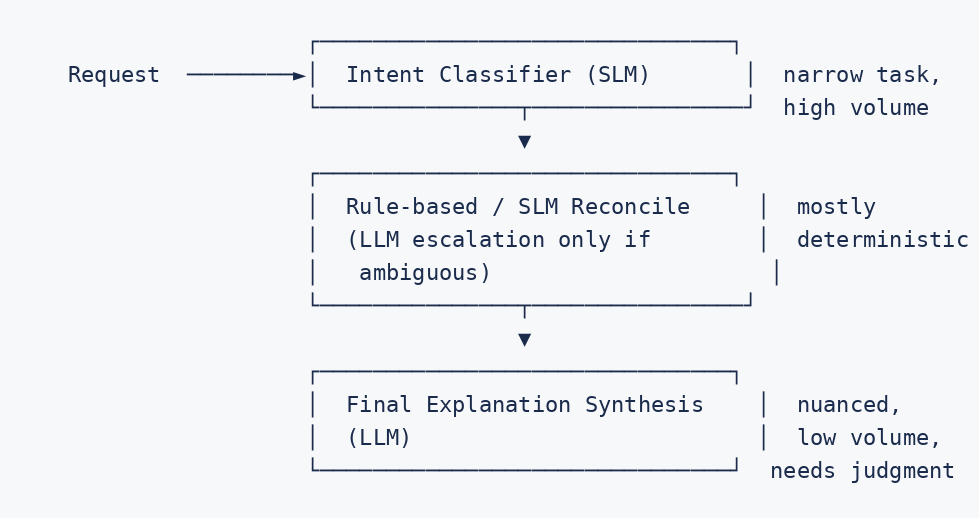 Request
Intent Classifier (SLM)
narrow task,
high volume
Rule-based / SLM Reconcile
(LLM escalation only if
ambiguous)
mostly
deterministic
Final Explanation Synthesis
(LLM)
nuanced,
low volume,
needs judgment